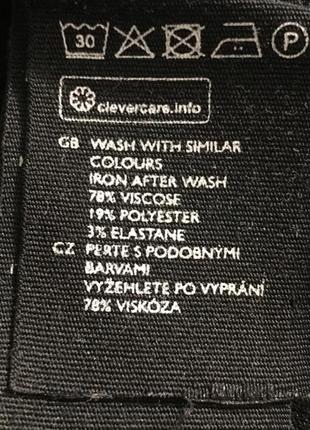 30 P
clevercare.info
GB WASH WITH SIMILAR
COLOURS
IRON AFTER WASH
78% VISCOSE
19% POLYESTER
3% ELASTANE
CZ PERTE S PODOBNÝMI
BARVAMI
VYŽEHLETE PO VYPRÁNÍ
78% VISKÓZA